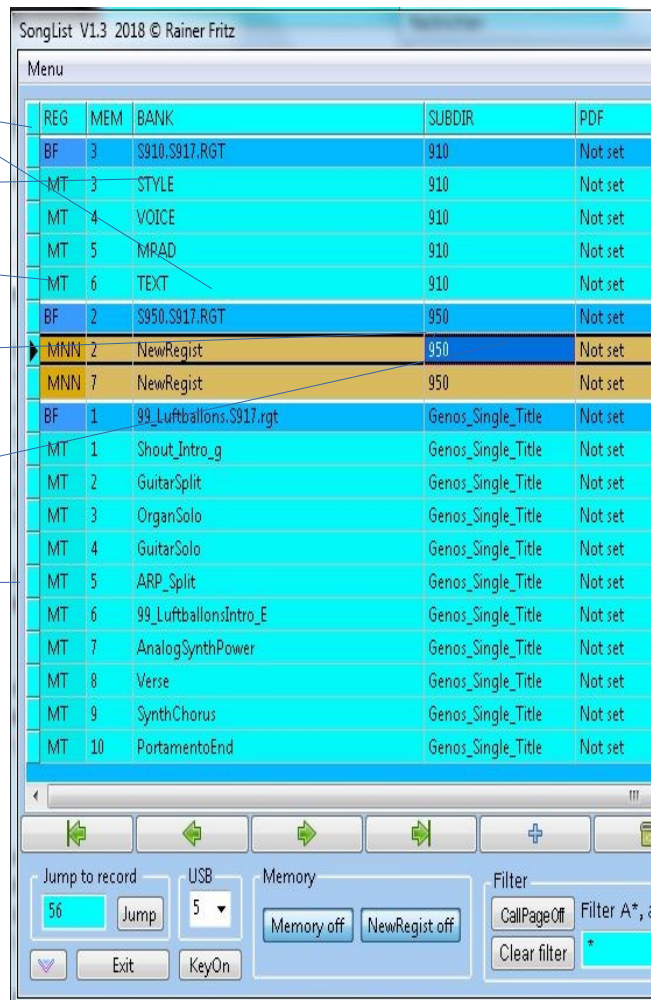 SongList V1.3 2018 © Rainer Fritz
Menu
REG MEM BANK SUBDIR PDF
BF 3 S910.S917.RGT 910 Not set
MT 3 STYLE 910 Not set
MT 4 VOICE 910 Not set
MT 5 MPAD 910 Not set
MT 6 TEXT 910 Not set
BF 2 S950.S917.RGT 950 Not set
MNN 2 NewRegist 950 Not set
MNN 7 NewRegist 950 Not set
BF 1 99_Luftballons.S917.rgt Genos_Single_Title Not set
MT 1 Shout_Intro_g Genos_Single_Title Not set
MT 2 GuitarSplit Genos_Single_Title Not set
MT 3 OrganSolo Genos_Single_Title Not set
MT 4 GuitarSolo Genos_Single_Title Not set
MT 5 ARP_Split Genos_Single_Title Not set
MT 6 99_LuftballonsIntro_E Genos_Single_Title Not set
MT 7 AnalogSynthPower Genos_Single_Title Not set
MT 8 Verse Genos_Single_Title Not set
MT 9 SynthChorus Genos_Single_Title Not set
MT 10 PortamentoEnd Genos_Single_Title Not set
Jump to record USB Memory Filter
56 Jump 5 Memory off NewRegist off CallPageOff Filter A*, a
Exit KeyOn Clear filter *